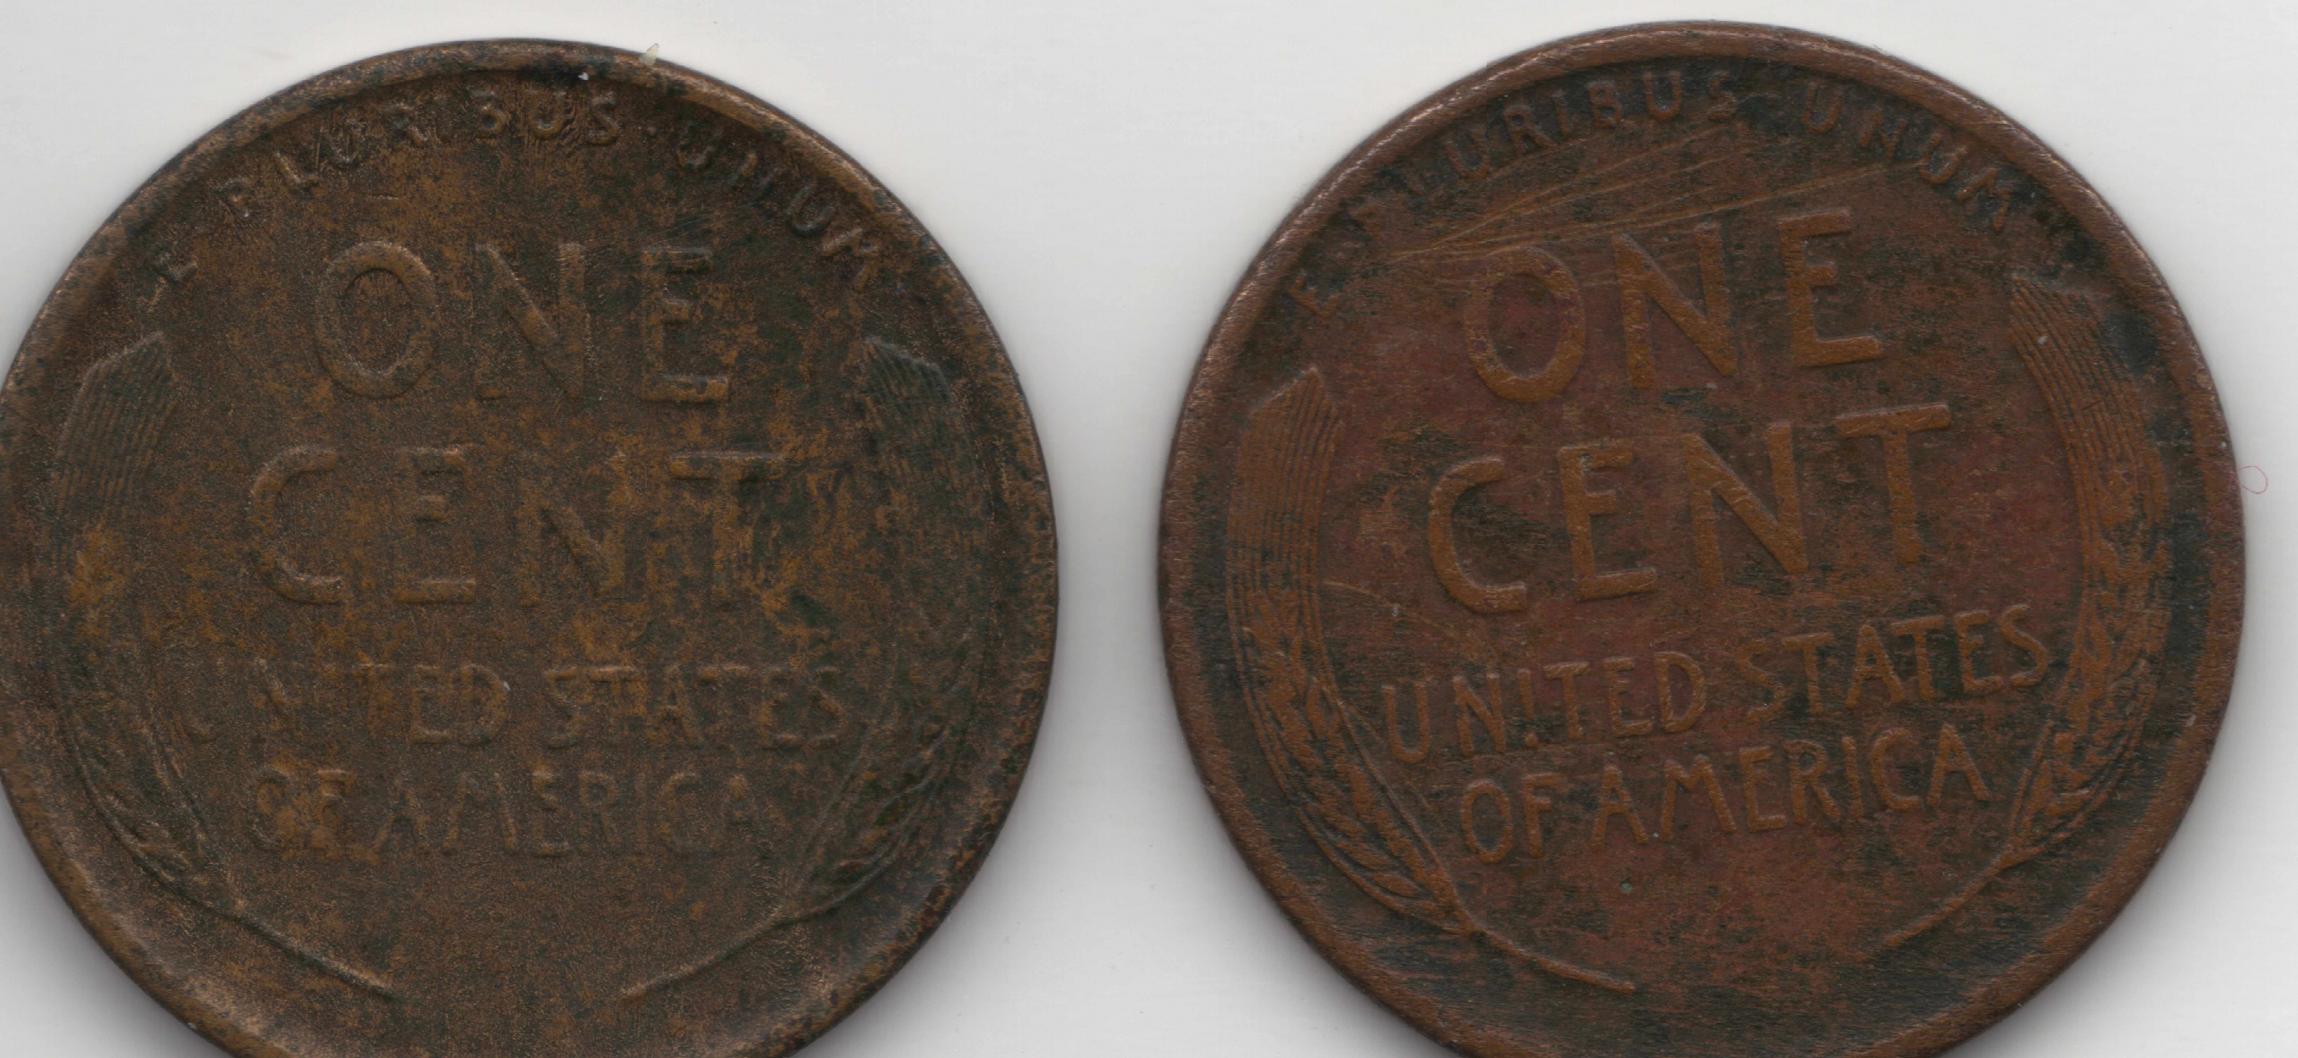 E PLURIBUS · UNUM
ONE
CENT
UNITED STATES
OF AMERICA
E · PLURIBUS · UNUM
ONE
CENT
UNITED STATES
OF AMERICA